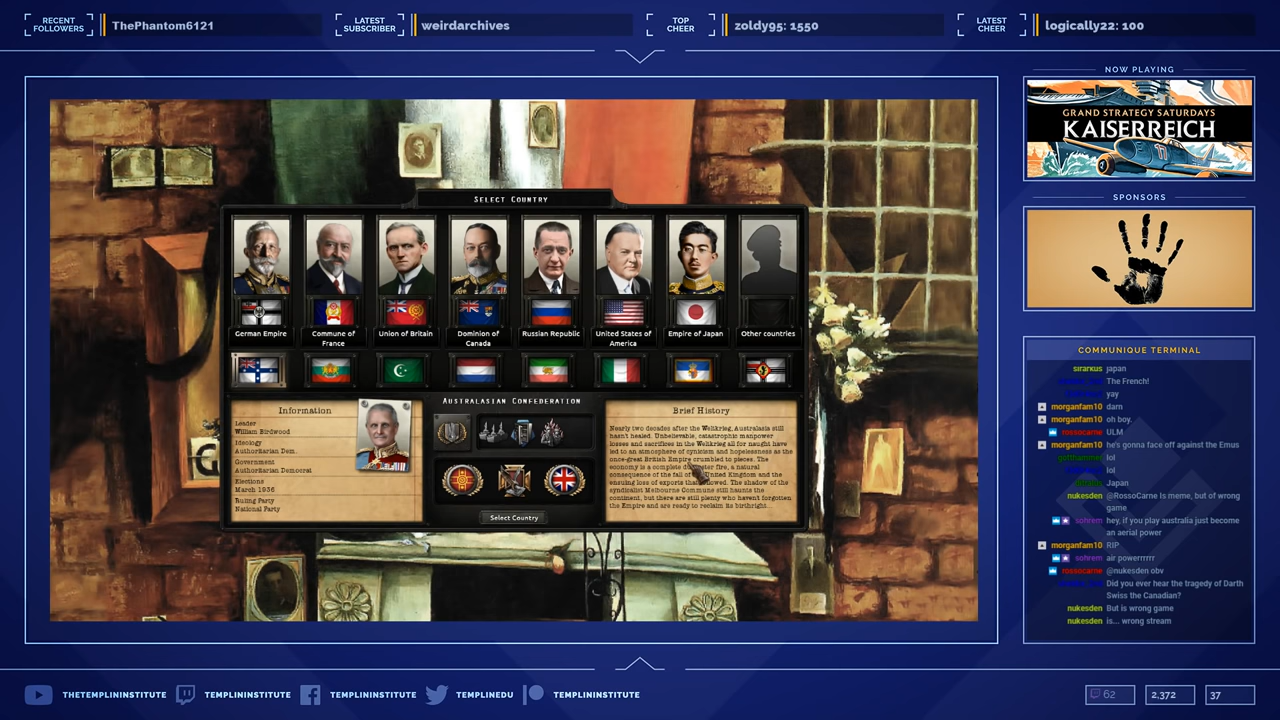 RECENT
FOLLOWERS
ThePhantom6121
LATEST
SUBSCRIBER
weirdarchives
TOP
CHEER
zoldy95: 1550
LATEST
CHEER
logically22: 100
NOW PLAYING
GRAND STRATEGY SATURDAYS
KAISERREICH
SPONSORS
SELECT COUNTRY
German Empire
Commune of
France
Union of Britain
Dominion of
Canada
Russian Republic
United States of
America
Empire of Japan
Other countries
AUSTRALASIAN CONFEDERATION
Information
Leader
William Birdwood
Ideology
Authoritarian Dem.
Government
Authoritarian Democrat
Elections
March 1936
Ruling Party
National Party
Select Country
Brief History
Nearly two decades after the Weltkrieg, Australasia still
hasn't healed. Unbelievable, catastrophic manpower
losses and sacrifices in the Weltkrieg all for naught have
led to an atmosphere of cynism and hopelessness as the
once-great British Empire crumbled to pieces. The
economy is a complete dumpster fire, a natural
consequence of the fall of United Kingdom and the
ensuing loss of exports that followed. The shadow of the
syndicalist Melbourne Commune still haunts the
continent, but there are still plenty who haven't forgotten
the Empire and are ready to reclaim its birthrighs...
COMMUNIQUE TERMINAL
sirarkus japan
The French!
yay
morganfam10 darn
morganfam10 oh boy.
rossocarne ULM
morganfam10 he's gonna face off against the Emus
lol
lol
Japan
nukesden @RossoCarne Is meme, but of wrong
game
sohrem hey, if you play australia just become
an aerial power
morganfam10 RIP
sohrem air powerrrrrr
rossocarne @nukesden obv
Did you ever hear the tragedy of Darth
Swiss the Canadian?
nukesden But is wrong game
nukesden is... wrong stream
THETEMPLININSTITUTE
TEMPLININSTITUTE
TEMPLININSTITUTE
TEMPLINEDU
TEMPLININSTITUTE
62
2,372
37